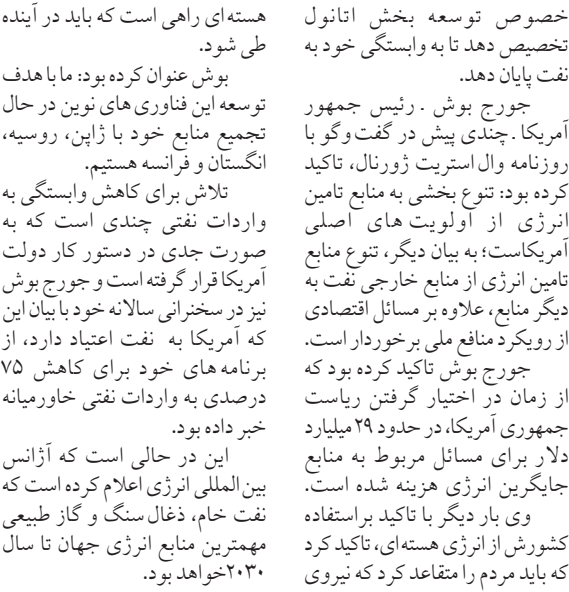 خصوص توسعه بخش اتانول
تخصیص دهد تا به وابستگی خود به
نفت پایان دهد.
جورج بوش . رئیس جمهور
آمریکا . چندی پیش در گفت وگو با
روزنامه وال استریت ژورنال، تاکید
کرده بود: تنوع بخشی به منابع تامین
انرژی از اولویت های اصلی
آمریکاست؛ به بیان دیگر، تنوع منابع
تامین انرژی از منابع خارجی نفت به
دیگر منابع، علاوه بر مسائل اقتصادی
از رویکرد منافع ملی برخوردار است.
جورج بوش تاکید کرده بود که
از زمان در اختیار گرفتن ریاست
جمهوری آمریکا، در حدود ۲۹ میلیارد
دلار برای مسائل مربوط به منابع
جایگرین انرژی هزینه شده است.
وی بار دیگر با تاکید براستفاده
کشورش از انرژی هسته‌ای، تاکید کرد
که باید مردم را متقاعد کرد که نیروی
هسته‌ای راهی است که باید در آینده
طی شود.
بوش عنوان کرده بود: ما با هدف
توسعه این فناوری های نوین در حال
تجمیع منابع خود با ژاپن، روسیه،
انگستان و فرانسه هستیم.
تلاش برای کاهش وابستگی به
واردات نفتی چندی است که به
صورت جدی در دستور کار دولت
آمریکا قرار گرفته است و جورج بوش
نیز در سخنرانی سالانه خود با بیان این
که آمریکا به نفت اعتیاد دارد، از
برنامه های خود برای کاهش ۷۵
درصدی به واردات نفتی خاورمیانه
خبر داده بود.
این در حالی است که آژانس
بین‌المللی انرژی اعلام کرده است که
نفت خام، ذغال سنگ و گاز طبیعی
مهمترین منابع انرژی جهان تا سال
۲۰۳۰خواهد بود.